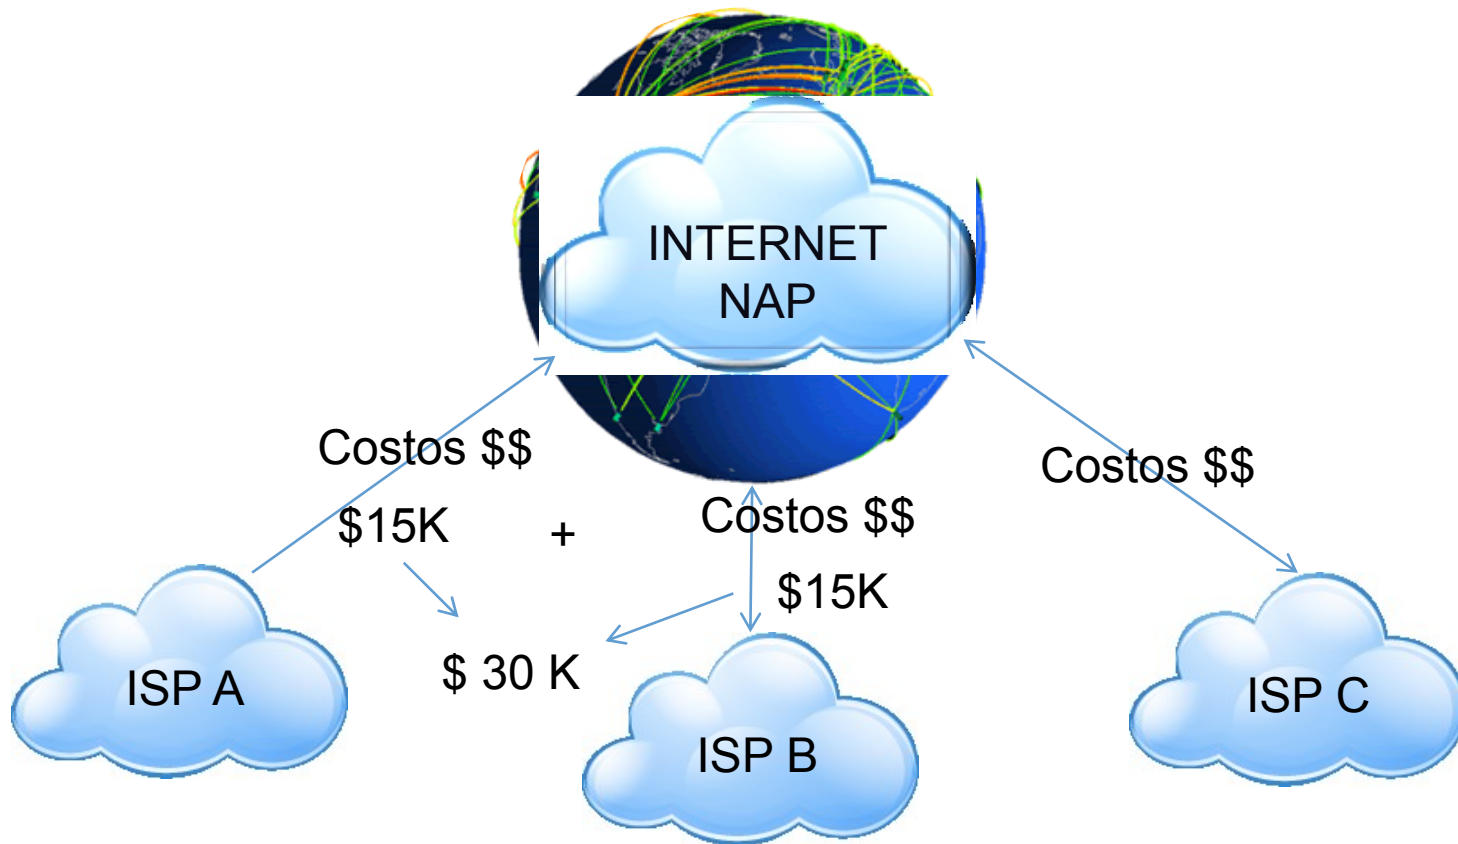 INTERNET
NAP
Costos $$
Costos $$
$15K
+
Costos $$
$15K
$ 30 K
ISP A
ISP B
ISP C